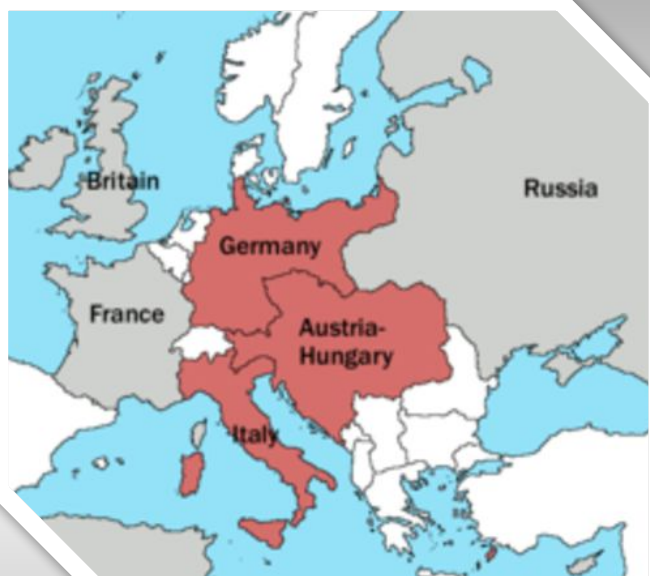 Britain
Russia
Germany
France
Austria-
Hungary
Italy